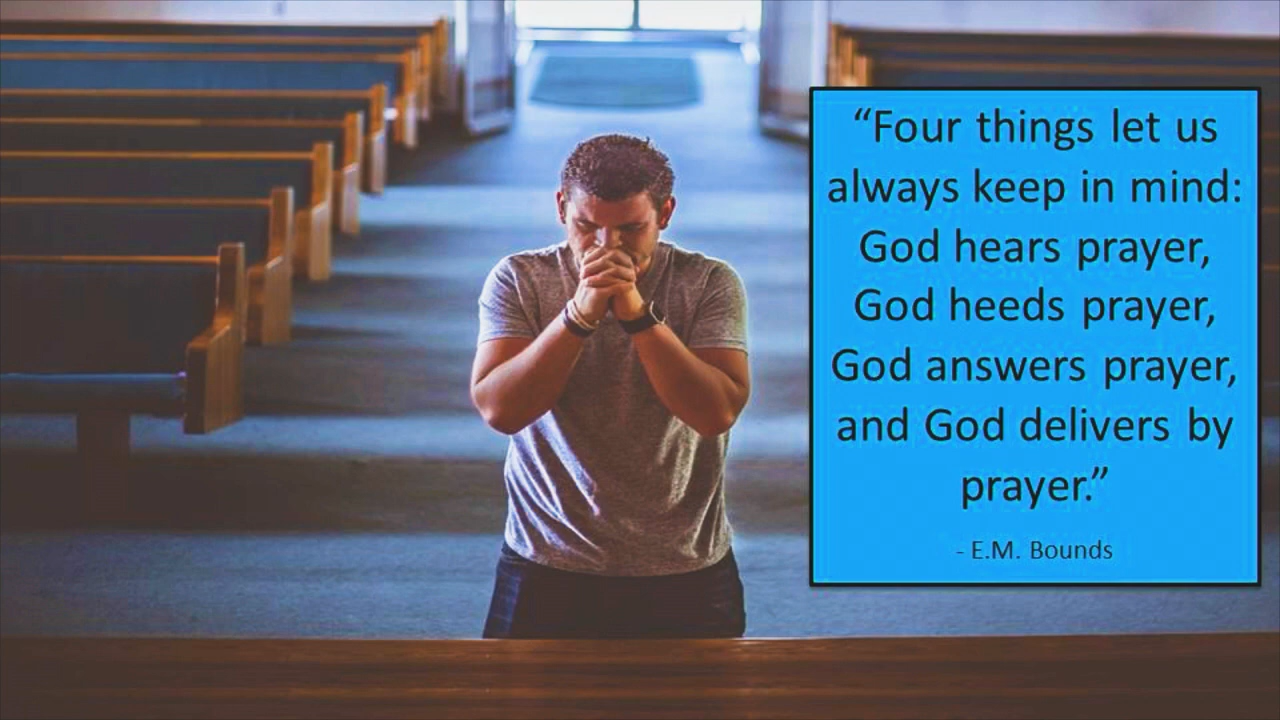 “Four things let us
always keep in mind:
God hears prayer,
God heeds prayer,
God answers prayer,
and God delivers by
prayer.”
- E.M. Bounds